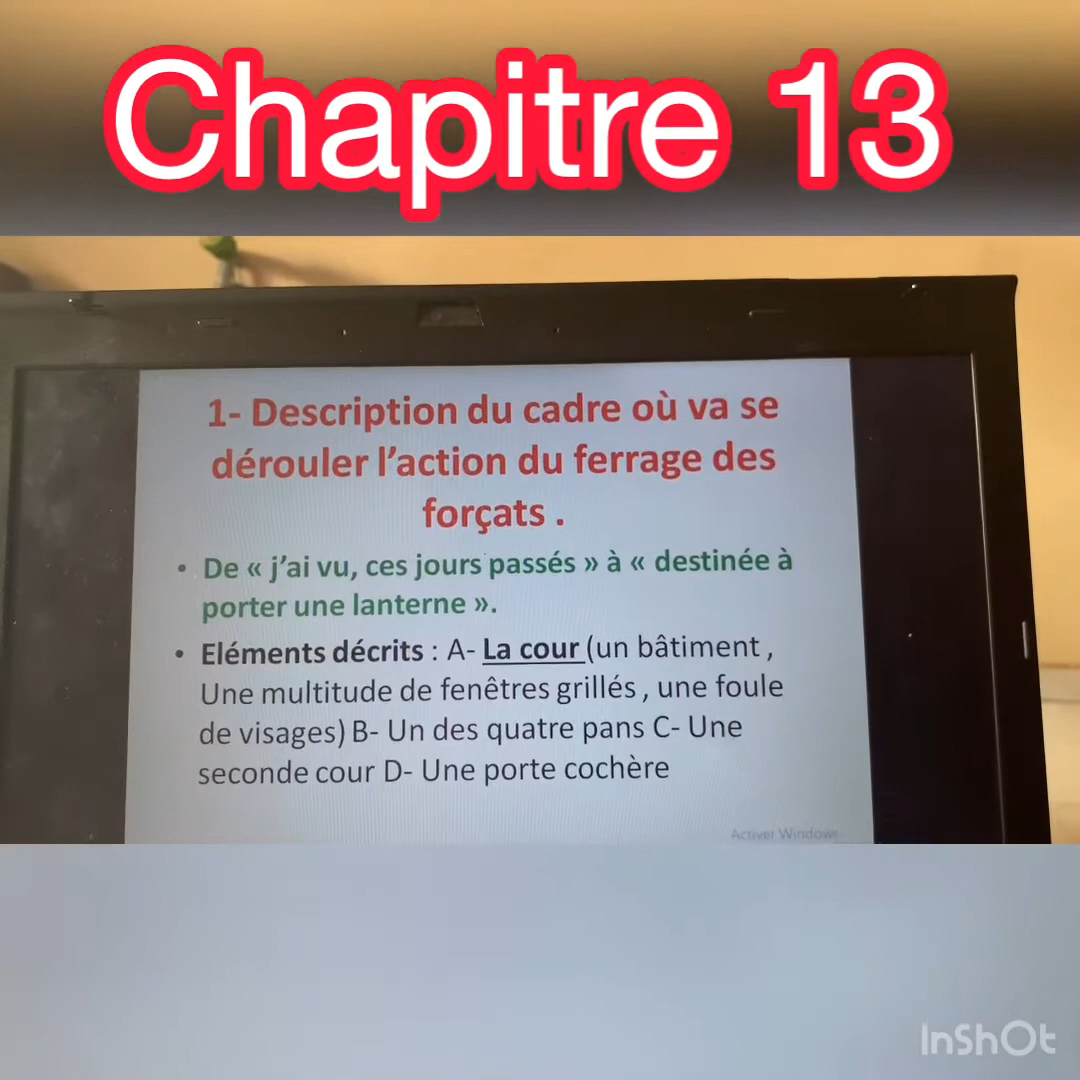 Chapitre 13
1- Description du cadre où va se
dérouler l’action du ferrage des
forçats .
• De « j’ai vu, ces jours passés » à « destinée à
porter une lanterne ».
• Eléments décrits : A- La cour (un bâtiment ,
Une multitude de fenêtres grillés , une foule
de visages) B- Un des quatre pans C- Une
seconde cour D- Une porte cochère
Activer Windows
InShOt